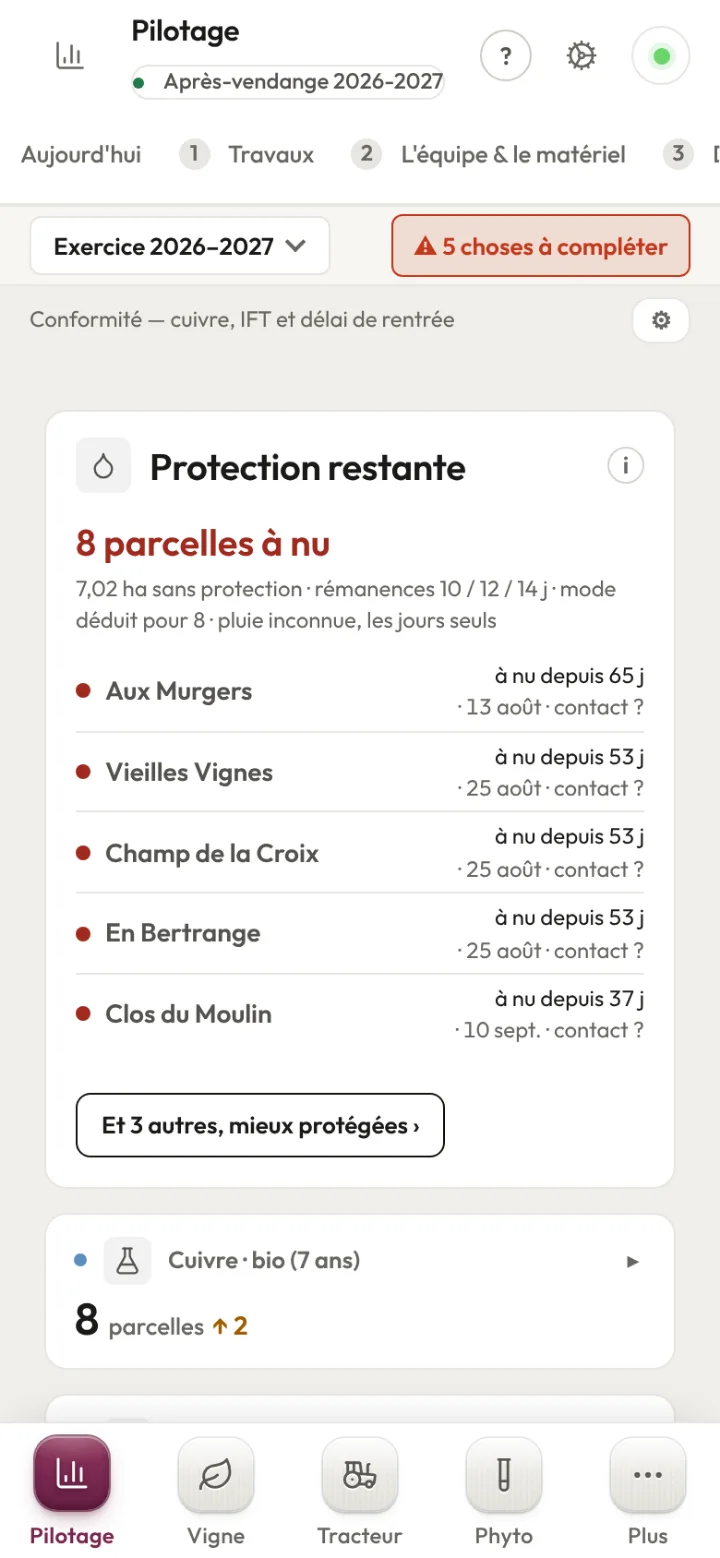 Pilotage
Après-vendange 2026-2027
?
Aujourd'hui 1 Travaux 2 L'équipe & le matériel 3
Exercice 2026–2027
5 choses à compléter
Conformité — cuivre, IFT et délai de rentrée
Protection restante
i
8 parcelles à nu
7,02 ha sans protection · rémanences 10 / 12 / 14 j · mode
déduit pour 8 · pluie inconnue, les jours seuls
Aux Murgers
à nu depuis 65 j
· 13 août · contact ?
Vieilles Vignes
à nu depuis 53 j
· 25 août · contact ?
Champ de la Croix
à nu depuis 53 j
· 25 août · contact ?
En Bertrange
à nu depuis 53 j
· 25 août · contact ?
Clos du Moulin
à nu depuis 37 j
· 10 sept. · contact ?
Et 3 autres, mieux protégées ›
Cuivre · bio (7 ans)
8 parcelles ↑ 2
Pilotage Vigne Tracteur Phyto Plus